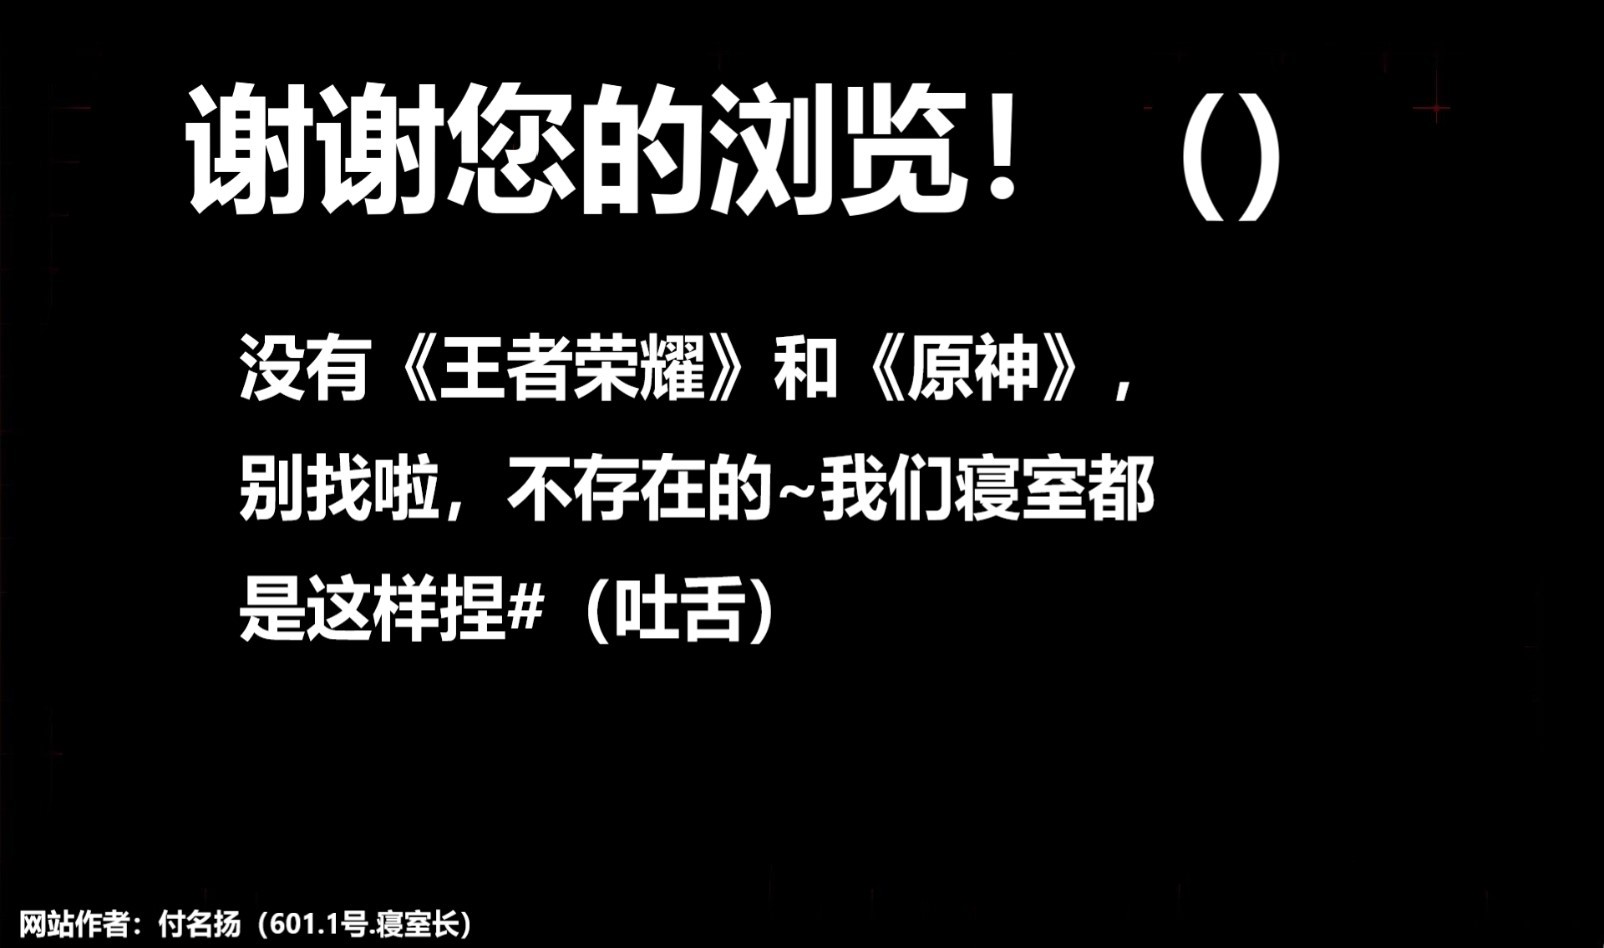 谢谢您的浏览！（）
没有《王者荣耀》和《原神》，
别找啦，不存在的~我们寝室都
是这样捏#（吐舌）
网站作者：付名扬（601.1号.寝室长）